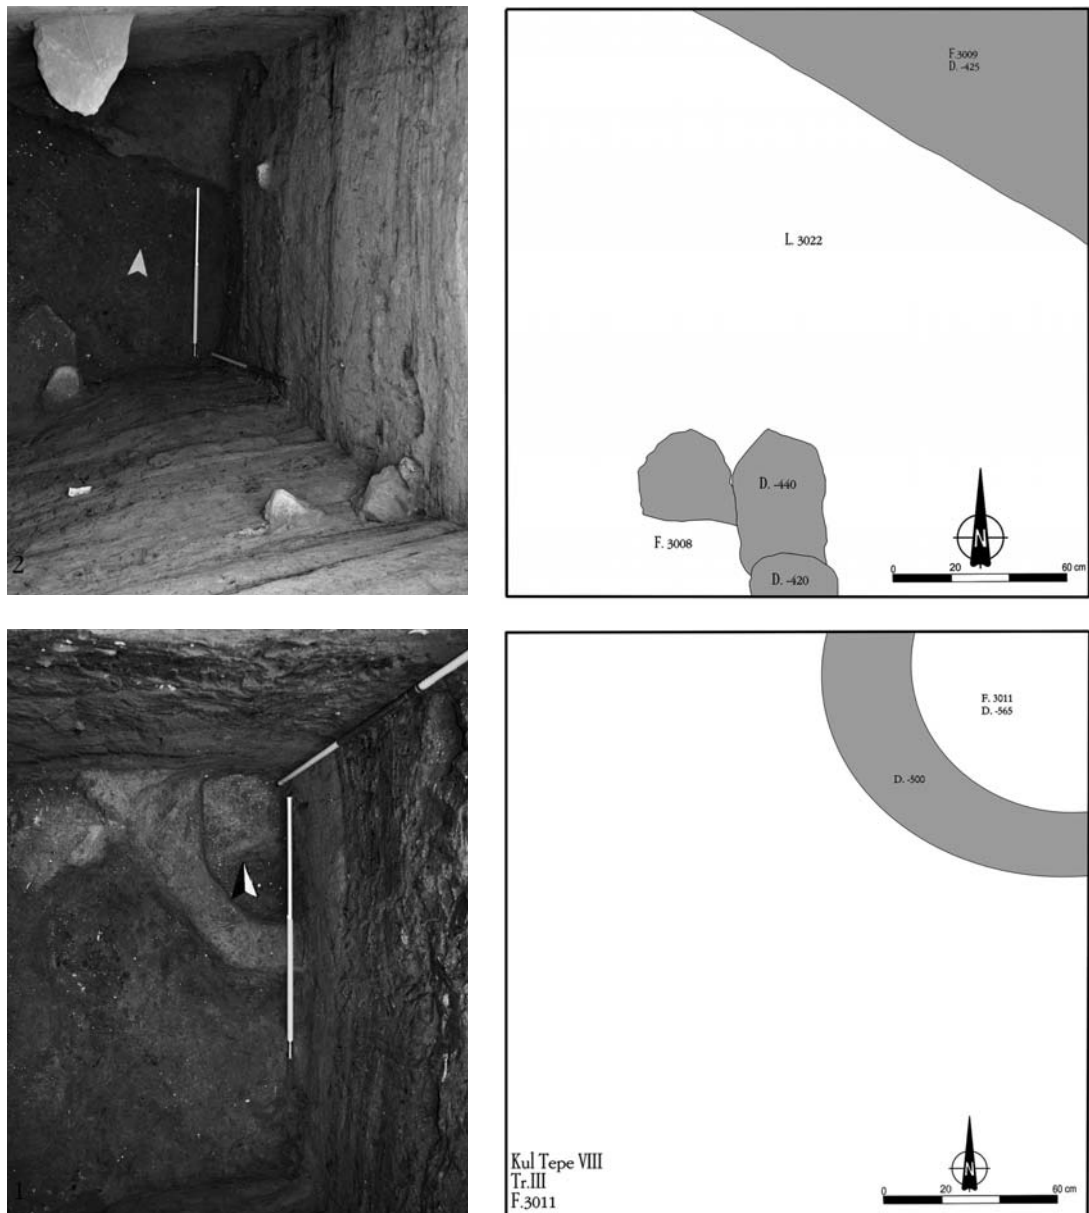 2
F.3009
D. -425
L. 3022
D. -440
F. 3008
D. -420
N
0 20 60 cm
1
F. 3011
D. -565
D. -500
Kul Tepe VIII
Tr.III
F.3011
N
0 20 60 cm